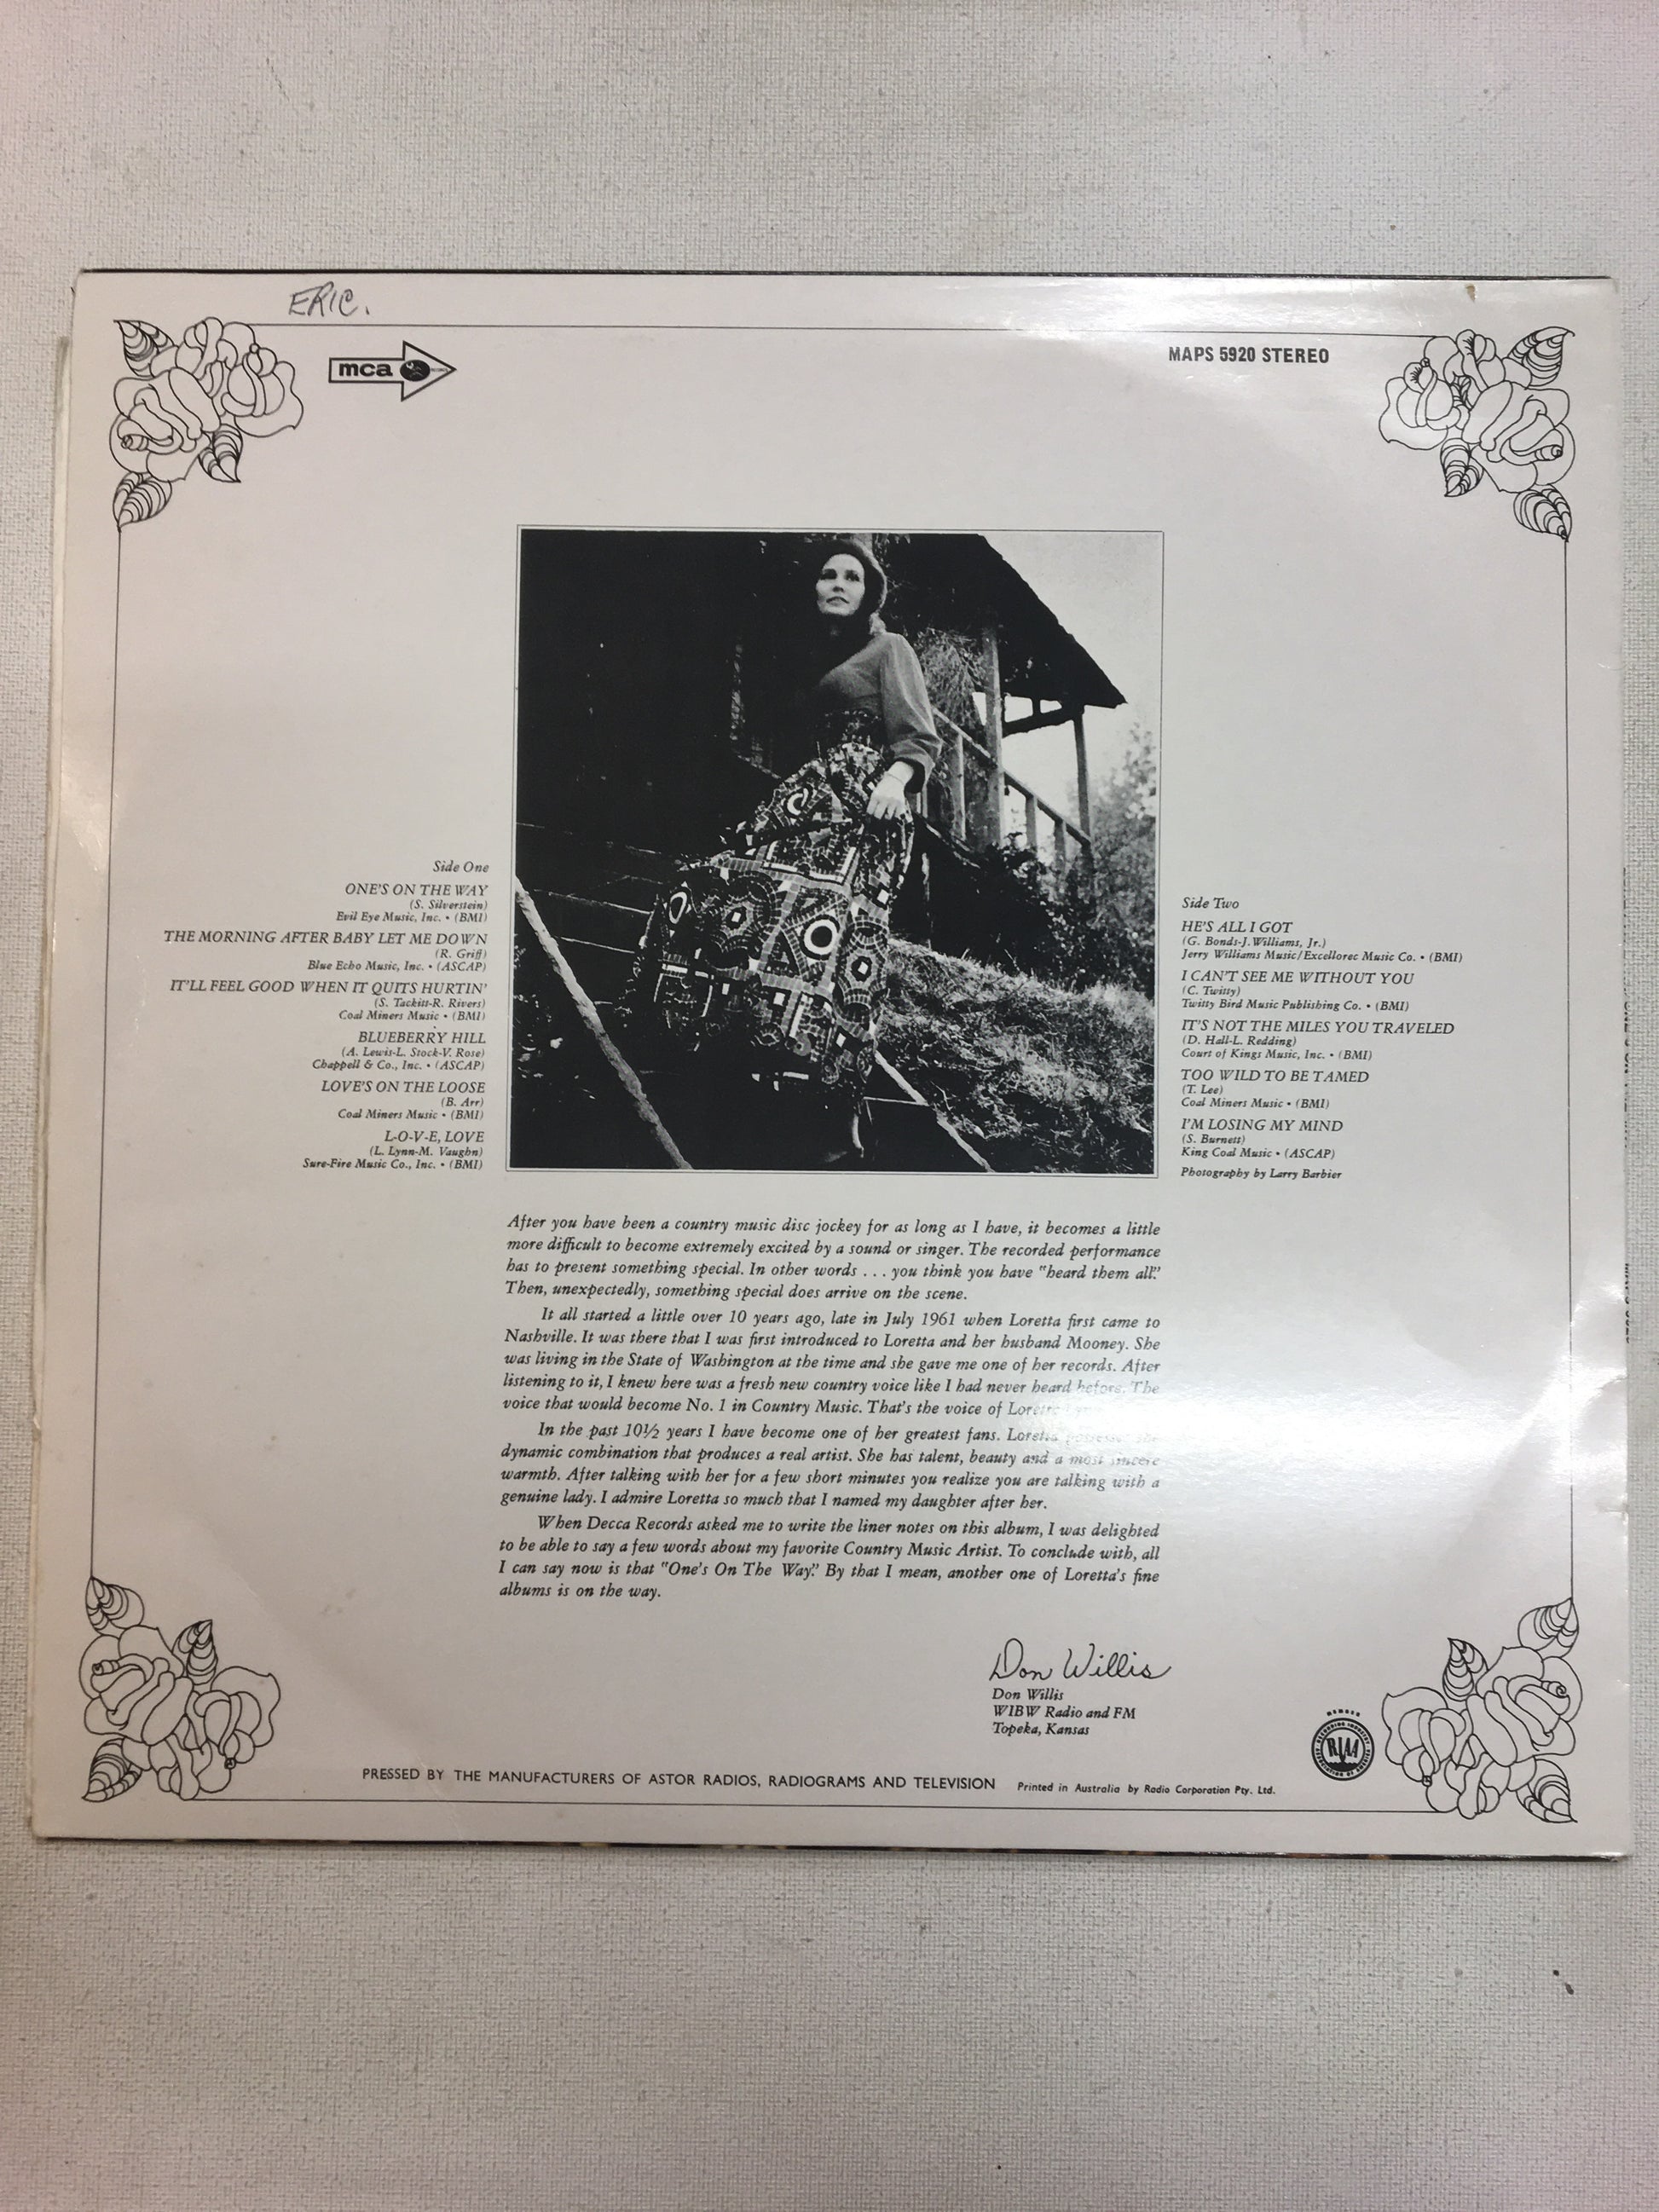 ERIC.
mca
MAPS 5920 STEREO
Side One
ONE'S ON THE WAY
(S. Silverstein)
Evil Eye Music, Inc. • (BMI)
THE MORNING AFTER BABY LET ME DOWN
(R. Griff)
Blue Echo Music, Inc. • (ASCAP)
IT'LL FEEL GOOD WHEN IT QUITS HURTIN'
(S. Tackitt-R. Rivers)
Coal Miners Music • (BMI)
BLUEBERRY HILL
(A. Lewis-L. Stock-V. Rose)
Chappell & Co., Inc. • (ASCAP)
LOVE'S ON THE LOOSE
(B. Arr)
Coal Miners Music • (BMI)
L-O-V-E, LOVE
(L. Lynn-M. Vaughn)
Sure-Fire Music Co., Inc. • (BMI)
Side Two
HE'S ALL I GOT
(G. Bonds-J. Williams, Jr.)
Jerry Williams Music/Excellorec Music Co. • (BMI)
I CAN'T SEE ME WITHOUT YOU
(C. Twitty)
Twitty Bird Music Publishing Co. • (BMI)
IT'S NOT THE MILES YOU TRAVELED
(D. Hall-L. Redding)
Court of Kings Music, Inc. • (BMI)
TOO WILD TO BE TAMED
(T. Lee)
Coal Miners Music • (BMI)
I'M LOSING MY MIND
(S. Burnett)
King Coal Music • (ASCAP)
Photography by Larry Barbier
After you have been a country music disc jockey for as long as I have, it becomes a little
more difficult to become extremely excited by a sound or singer. The recorded performance
has to present something special. In other words . . . you think you have "heard them all."
Then, unexpectedly, something special does arrive on the scene.
It all started a little over 10 years ago, late in July 1961 when Loretta first came to
Nashville. It was there that I was first introduced to Loretta and her husband Mooney. She
was living in the State of Washington at the time and she gave me one of her records. After
listening to it, I knew here was a fresh new country voice like I had never heard before. The
voice that would become No. 1 in Country Music. That's the voice of Loretta
In the past 10½ years I have become one of her greatest fans. Loretta possesses the
dynamic combination that produces a real artist. She has talent, beauty and a most sincere
warmth. After talking with her for a few short minutes you realize you are talking with a
genuine lady. I admire Loretta so much that I named my daughter after her.
When Decca Records asked me to write the liner notes on this album, I was delighted
to be able to say a few words about my favorite Country Music Artist. To conclude with, all
I can say now is that "One's On The Way." By that I mean, another one of Loretta's fine
albums is on the way.
Don Willis
Don Willis
WIBW Radio and FM
Topeka, Kansas
MEMBER
RIAA
PRESSED BY THE MANUFACTURERS OF ASTOR RADIOS, RADIOGRAMS AND TELEVISION
Printed in Australia by Radio Corporation Pty. Ltd.